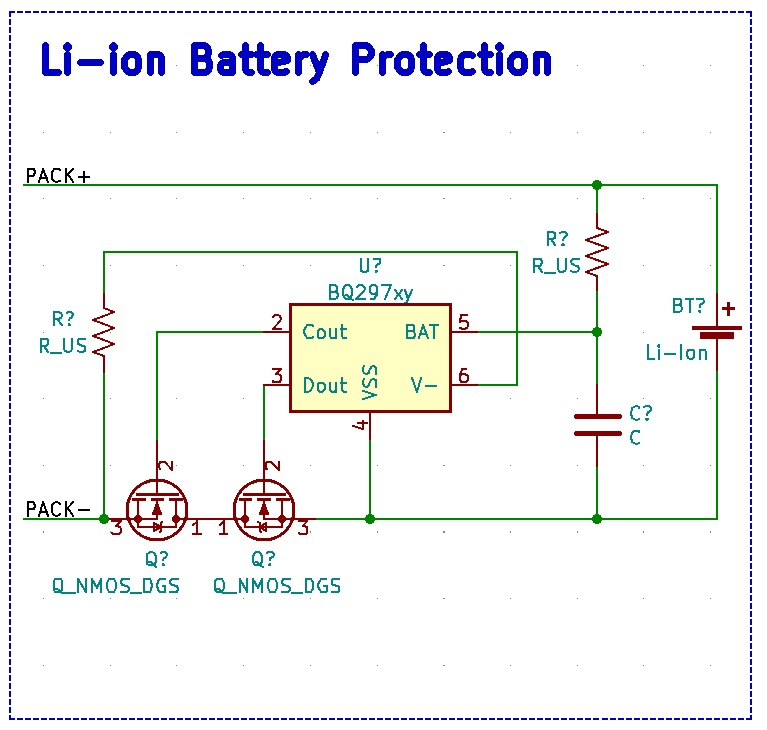 Li-ion Battery Protection
PACK+
R?
R_US
U?
BQ297xy
R?
R_US
BT?
+
Li-Ion
2
Cout
BAT
5
3
Dout
VSS
V-
6
4
C?
C
2
2
PACK-
3
1
1
3
Q?
Q_NMOS_DGS
Q?
Q_NMOS_DGS